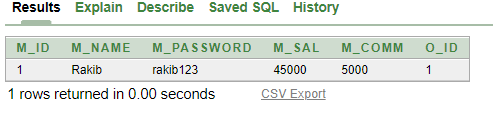 Results Explain Describe Saved SQL History
M_ID M_NAME M_PASSWORD M_SAL M_COMM O_ID
1 Rakib rakib123 45000 5000 1
1 rows returned in 0.00 seconds CSV Export